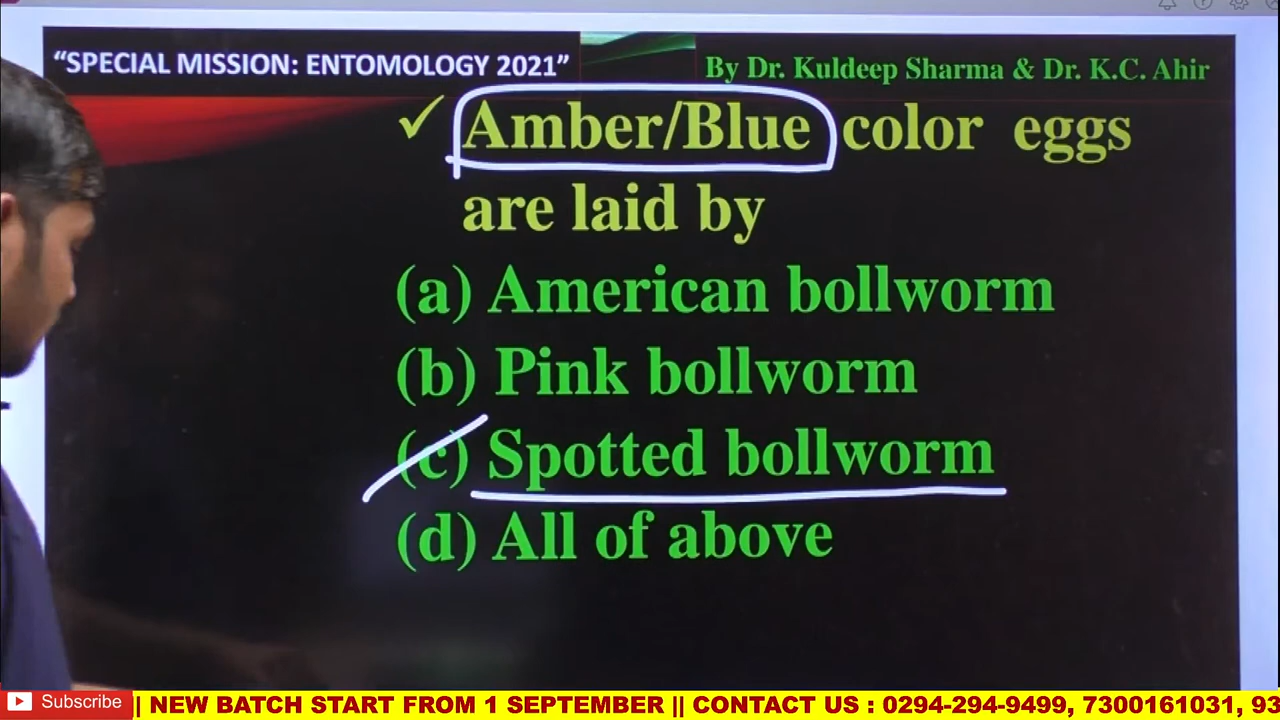 “SPECIAL MISSION: ENTOMOLOGY 2021”
By Dr. Kuldeep Sharma & Dr. K.C. Ahir
✓ Amber/Blue color eggs
are laid by
(a) American bollworm
(b) Pink bollworm
(c) Spotted bollworm
(d) All of above
Subscribe
|| NEW BATCH START FROM 1 SEPTEMBER || CONTACT US : 0294-294-9499, 7300161031, 93